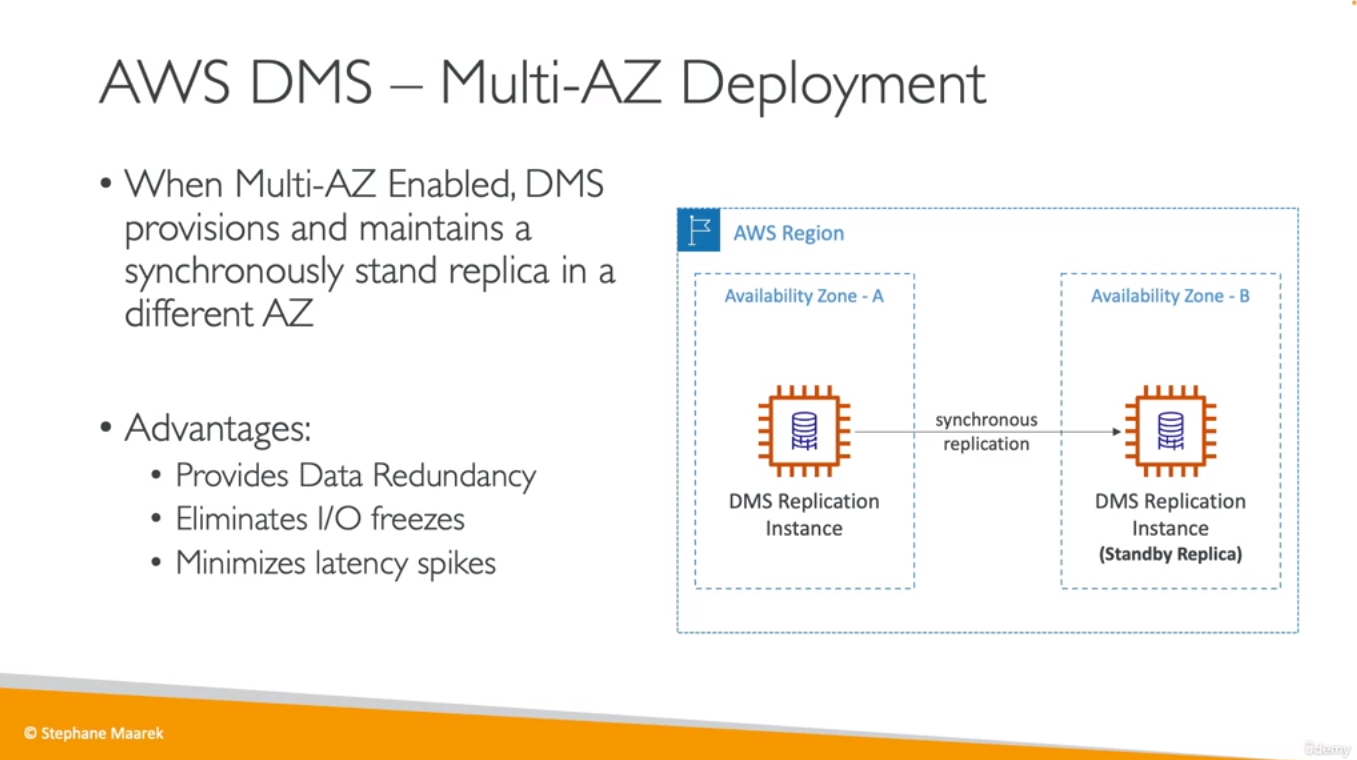 AWS DMS – Multi-AZ Deployment
• When Multi-AZ Enabled, DMS
provisions and maintains a
synchronously stand replica in a
different AZ
• Advantages:
• Provides Data Redundancy
• Eliminates I/O freezes
• Minimizes latency spikes
AWS Region
Availability Zone - A
Availability Zone - B
synchronous
replication
DMS Replication
Instance
DMS Replication
Instance
(Standby Replica)
© Stephane Maarek
ûdemy